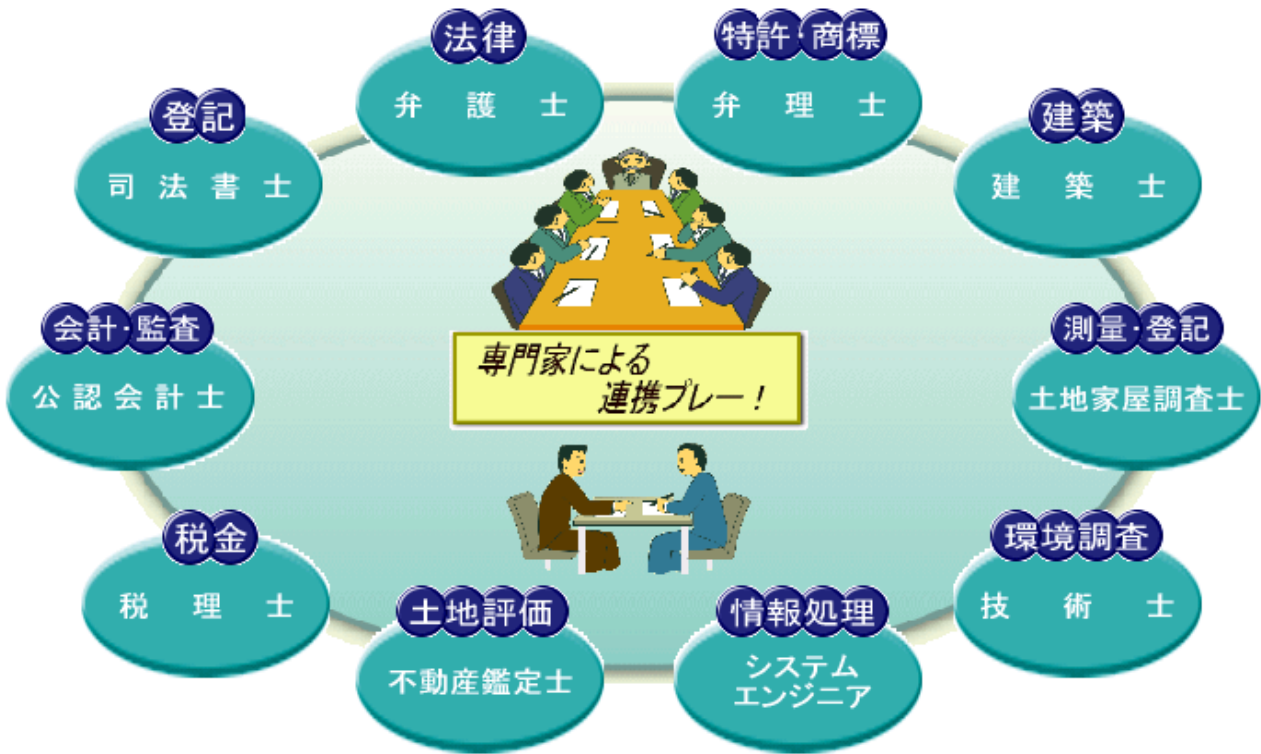 法律
弁護士
特許・商標
弁理士
登記
司法書士
建築
建築士
会計・監査
公認会計士
専門家による
連携プレー！
測量・登記
土地家屋調査士
税金
税理士
環境調査
技術士
土地評価
不動産鑑定士
情報処理
システム
エンジニア